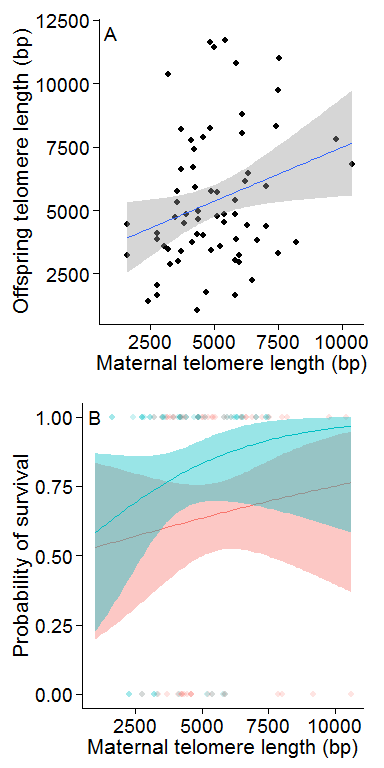 12500
A
10000
7500
5000
2500
Offspring telomere length (bp)
2500 5000 7500 10000
Maternal telomere length (bp)
1.00
B
0.75
0.50
0.25
0.00
Probability of survival
2500 5000 7500 10000
Maternal telomere length (bp)